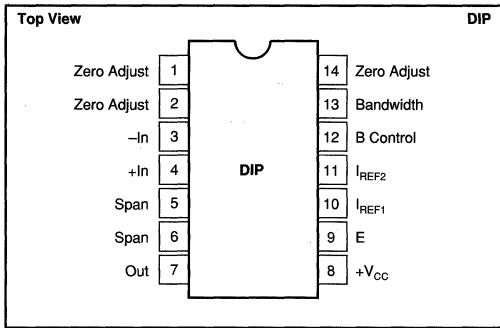 Top View DIP
Zero Adjust 1 14 Zero Adjust
Zero Adjust 2 13 Bandwidth
–In 3 12 B Control
+In 4 DIP 11 IREF2
Span 5 10 IREF1
Span 6 9 E
Out 7 8 +VCC